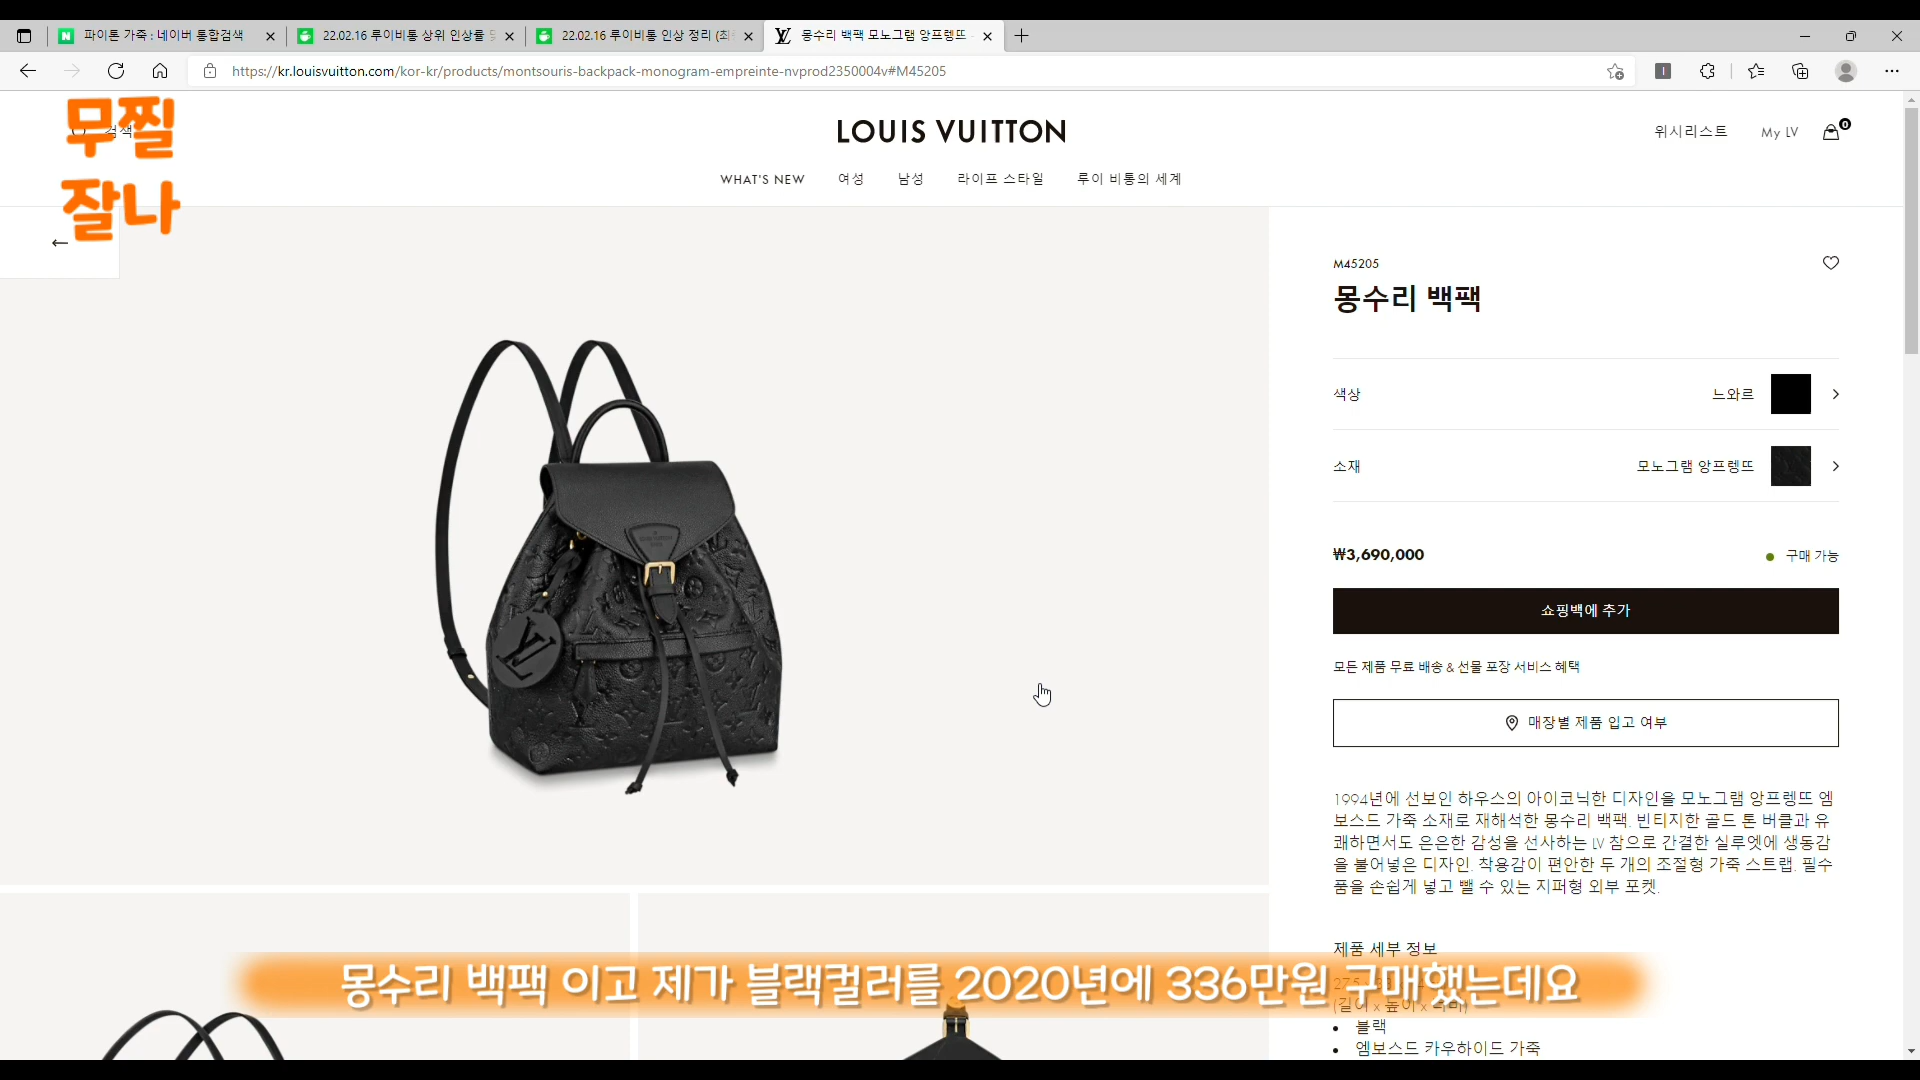 파이톤 가죽 : 네이버 통합검색
22.02.16 루이비통 상위 인상률 및
22.02.16 루이비통 인상 정리 (최
몽수리 백팩 모노그램 앙프렝뜨
https://kr.louisvuitton.com/kor-kr/products/montsouris-backpack-monogram-empreinte-nvprod2350004v#M45205
무찔
잘나
검색
LOUIS VUITTON
위시리스트
My LV
0
WHAT'S NEW 여성 남성 라이프 스타일 루이 비통의 세계
M45205
몽수리 백팩
색상
느와르
소재
모노그램 앙프렝뜨
₩3,690,000
구매 가능
쇼핑백에 추가
모든 제품 무료 배송 & 선물 포장 서비스 혜택
매장별 제품 입고 여부
1994년에 선보인 하우스의 아이코닉한 디자인을 모노그램 앙프렝뜨 엠
보스드 가죽 소재로 재해석한 몽수리 백팩. 빈티지한 골드 톤 버클과 유
쾌하면서도 은은한 감성을 선사하는 LV 참으로 간결한 실루엣에 생동감
을 불어넣은 디자인. 착용감이 편안한 두 개의 조절형 가죽 스트랩. 필수
품을 손쉽게 넣고 뺄 수 있는 지퍼형 외부 포켓.
제품 세부 정보
몽수리 백팩 이고 제가 블랙컬러를 2020년에 336만원 구매했는데요
(길이 x 높이 x 너비)
• 블랙
• 엠보스드 카우하이드 가죽